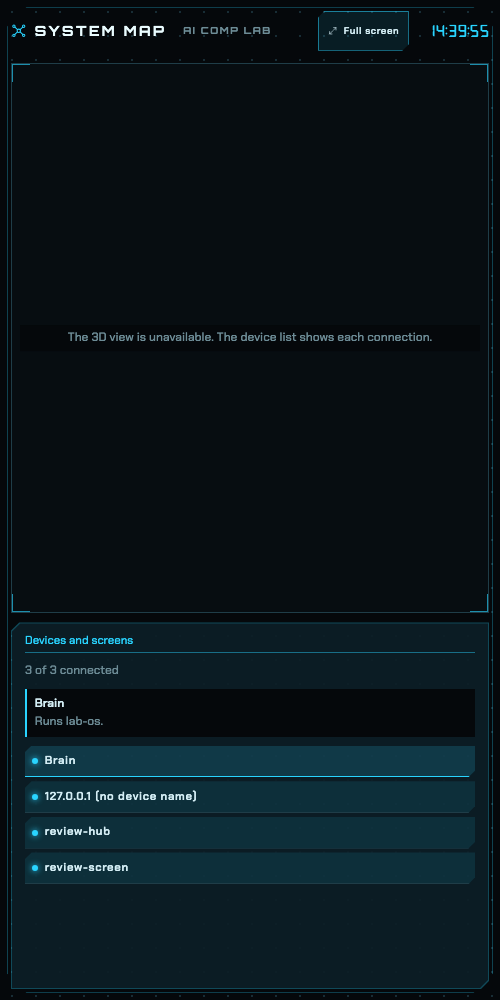 SYSTEM MAP AI COMP LAB Full screen 14:39:55
The 3D view is unavailable. The device list shows each connection.
Devices and screens
3 of 3 connected
Brain
Runs lab-os.
Brain
127.0.0.1 (no device name)
review-hub
review-screen